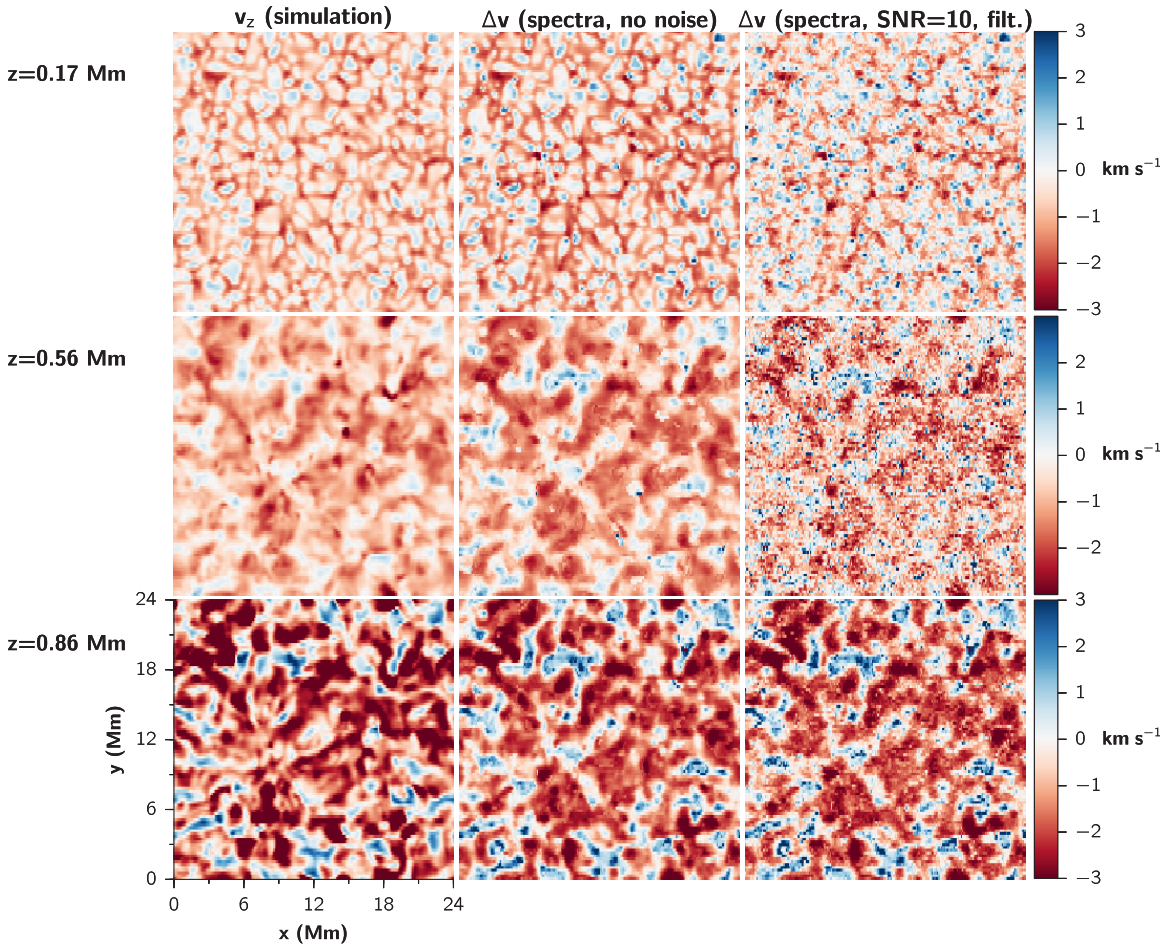 v_z (simulation) Δv (spectra, no noise) Δv (spectra, SNR=10, filt.)
z=0.17 Mm
3
2
1
0 km s⁻¹
−1
−2
−3
z=0.56 Mm
2
1
0 km s⁻¹
−1
−2
z=0.86 Mm
24
18
12
6
0
y (Mm)
0 6 12 18 24
x (Mm)
3
2
1
0 km s⁻¹
−1
−2
−3